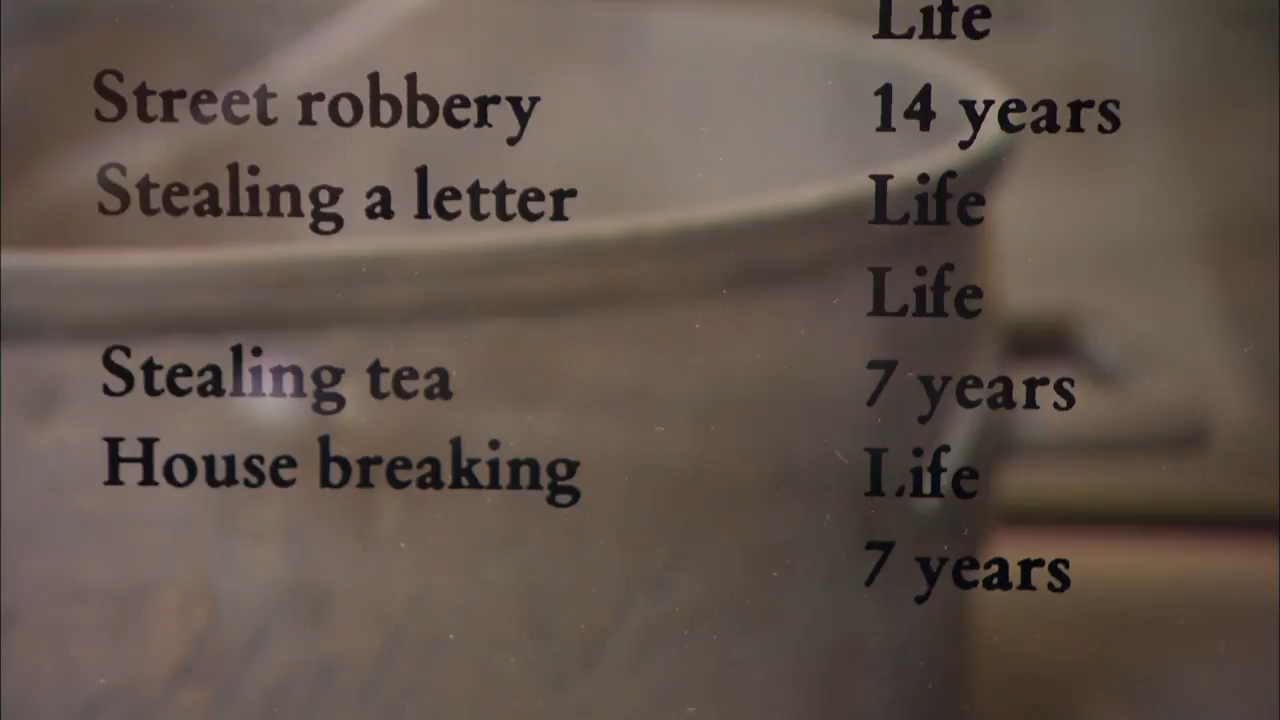 Life
Street robbery 14 years
Stealing a letter Life
Life
Stealing tea 7 years
House breaking Life
7 years